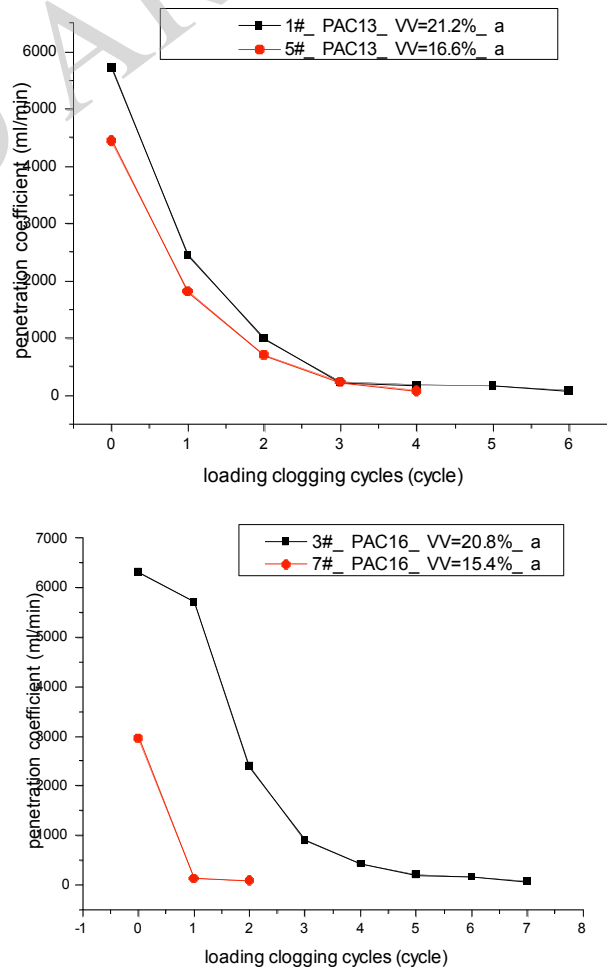 1#_ PAC13_ VV=21.2%_ a
5#_ PAC13_ VV=16.6%_ a
6000
5000
4000
3000
2000
1000
0
penetration coefficient (ml/min)
0 1 2 3 4 5 6
loading clogging cycles (cycle)
3#_ PAC16_ VV=20.8%_ a
7#_ PAC16_ VV=15.4%_ a
7000
6000
5000
4000
3000
2000
1000
0
penetration coefficient (ml/min)
-1 0 1 2 3 4 5 6 7 8
loading clogging cycles (cycle)